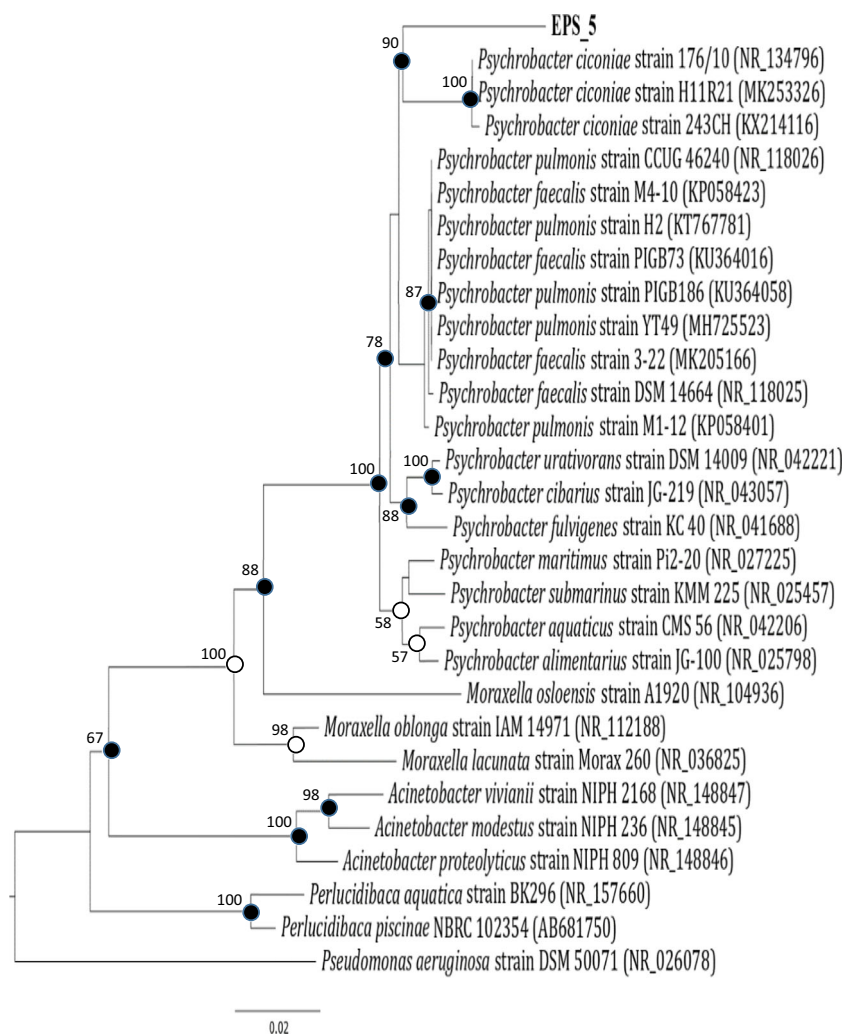 EPS_5
90
Psychrobacter ciconiae strain 176/10 (NR_134796)
100
Psychrobacter ciconiae strain H11R21 (MK253326)
Psychrobacter ciconiae strain 243CH (KX214116)
Psychrobacter pulmonis strain CCUG 46240 (NR_118026)
Psychrobacter faecalis strain M4-10 (KP058423)
Psychrobacter pulmonis strain H2 (KT767781)
Psychrobacter faecalis strain PIGB73 (KU364016)
87
Psychrobacter pulmonis strain PIGB186 (KU364058)
Psychrobacter pulmonis strain YT49 (MH725523)
78
Psychrobacter faecalis strain 3-22 (MK205166)
Psychrobacter faecalis strain DSM 14664 (NR_118025)
Psychrobacter pulmonis strain M1-12 (KP058401)
100
100
Psychrobacter urativorans strain DSM 14009 (NR_042221)
Psychrobacter cibarius strain JG-219 (NR_043057)
88
Psychrobacter fulvigenes strain KC 40 (NR_041688)
Psychrobacter maritimus strain Pi2-20 (NR_027225)
88
Psychrobacter submarinus strain KMM 225 (NR_025457)
58
Psychrobacter aquaticus strain CMS 56 (NR_042206)
57
Psychrobacter alimentarius strain JG-100 (NR_025798)
100
Moraxella osloensis strain A1920 (NR_104936)
98
Moraxella oblonga strain IAM 14971 (NR_112188)
67
Moraxella lacunata strain Morax 260 (NR_036825)
98
Acinetobacter vivianii strain NIPH 2168 (NR_148847)
100
Acinetobacter modestus strain NIPH 236 (NR_148845)
Acinetobacter proteolyticus strain NIPH 809 (NR_148846)
100
Perlucidibaca aquatica strain BK296 (NR_157660)
Perlucidibaca piscinae NBRC 102354 (AB681750)
Pseudomonas aeruginosa strain DSM 50071 (NR_026078)
0.02